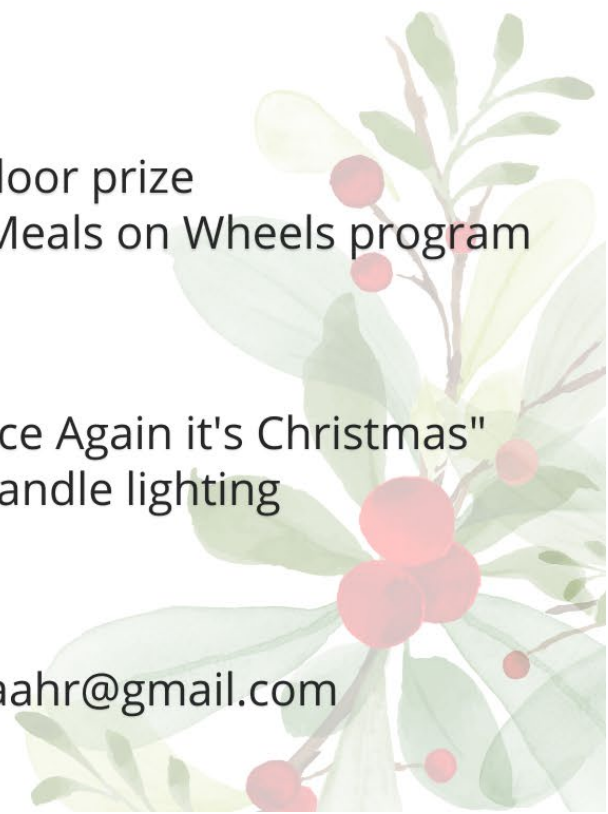 loor prize
Meals on Wheels program
ce Again it's Christmas"
andle lighting
aahr@gmail.com